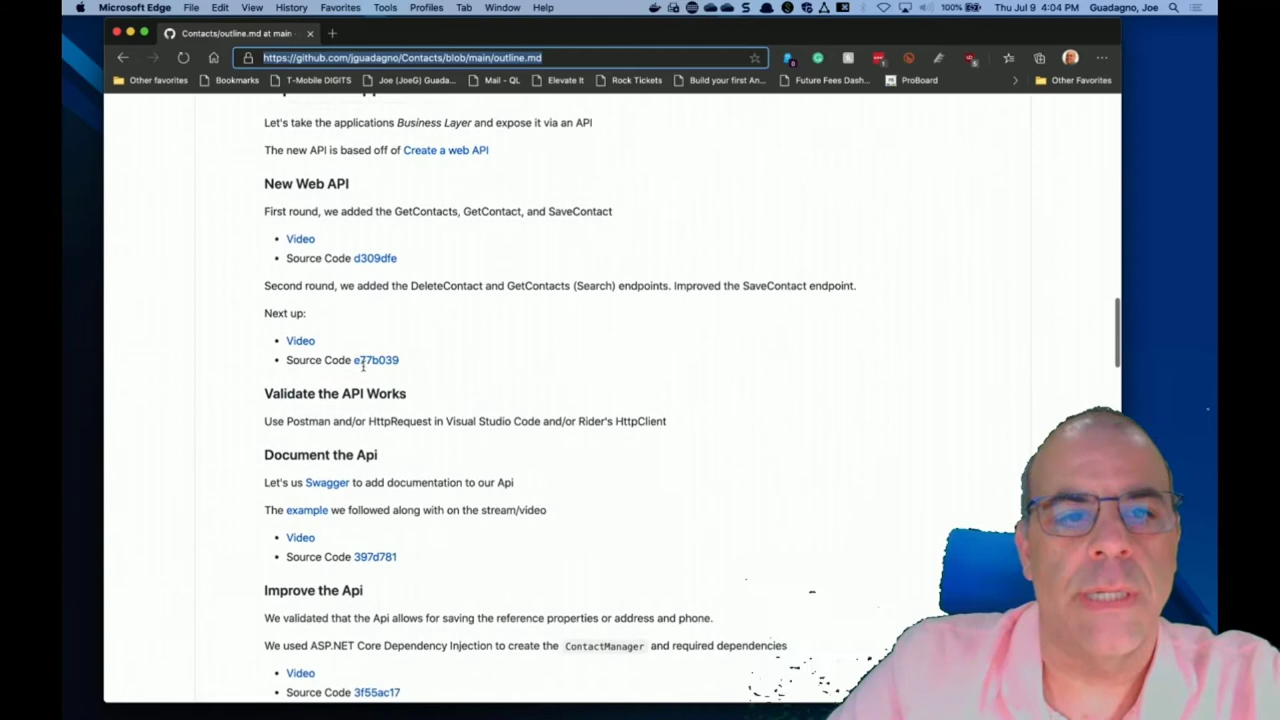 Microsoft Edge File Edit View History Favorites Tools Profiles Tab Window Help 100% Thu Jul 9 4:04 PM Guadagno, Joe
Contacts/outline.md at main
https://github.com/jguadagno/Contacts/blob/main/outline.md
Other favorites Bookmarks T-Mobile DIGITS Joe (JoeG) Guada... Mail - QL Elevate It Rock Tickets Build your first An... Future Fees Dash... ProBoard Other Favorites
Let's take the applications Business Layer and expose it via an API
The new API is based off of Create a web API
New Web API
First round, we added the GetContacts, GetContact, and SaveContact
• Video
• Source Code d309dfe
Second round, we added the DeleteContact and GetContacts (Search) endpoints. Improved the SaveContact endpoint.
Next up:
• Video
• Source Code e77b039
Validate the API Works
Use Postman and/or HttpRequest in Visual Studio Code and/or Rider's HttpClient
Document the Api
Let's us Swagger to add documentation to our Api
The example we followed along with on the stream/video
• Video
• Source Code 397d781
Improve the Api
We validated that the Api allows for saving the reference properties or address and phone.
We used ASP.NET Core Dependency Injection to create the ContactManager and required dependencies
• Video
• Source Code 3f55ac17